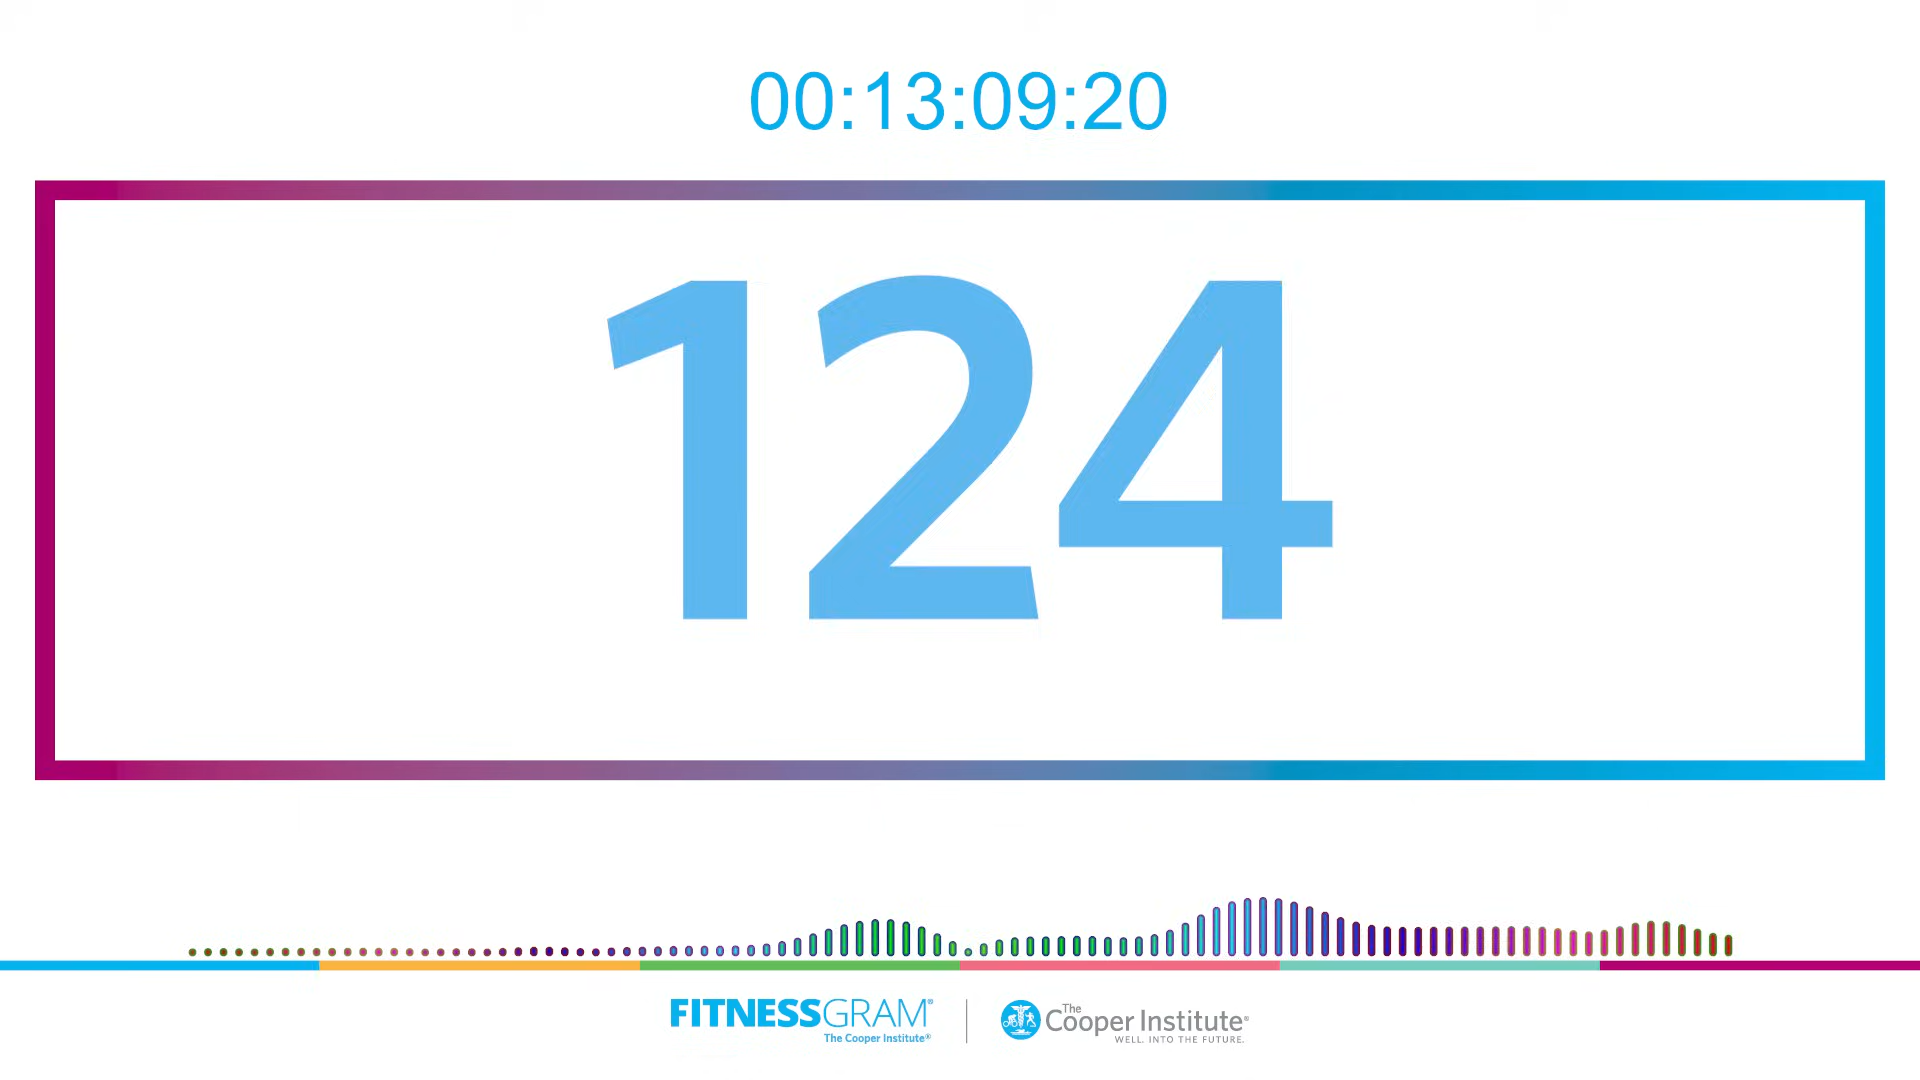 00:13:09:20
124
FITNESSGRAM®
The Cooper Institute®
The
Cooper Institute®
WELL. INTO THE FUTURE.